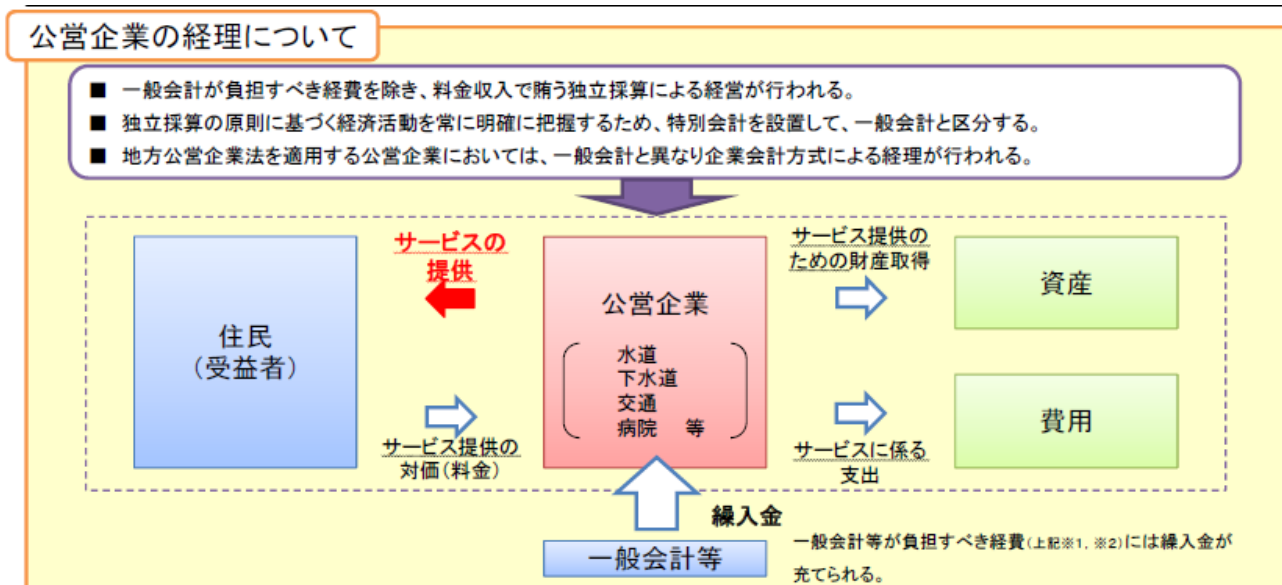 公営企業の経理について
■ 一般会計が負担すべき経費を除き、料金収入で賄う独立採算による経営が行われる。
■ 独立採算の原則に基づく経済活動を常に明確に把握するため、特別会計を設置して、一般会計と区分する。
■ 地方公営企業法を適用する公営企業においては、一般会計と異なり企業会計方式による経理が行われる。
住民
(受益者)
サービスの
提供
サービス提供の
対価(料金)
公営企業
水道
下水道
交通
病院 等
サービス提供の
ための財産取得
資産
サービスに係る
支出
費用
繰入金
一般会計等
一般会計等が負担すべき経費(上記※1,※2)には繰入金が
充てられる。